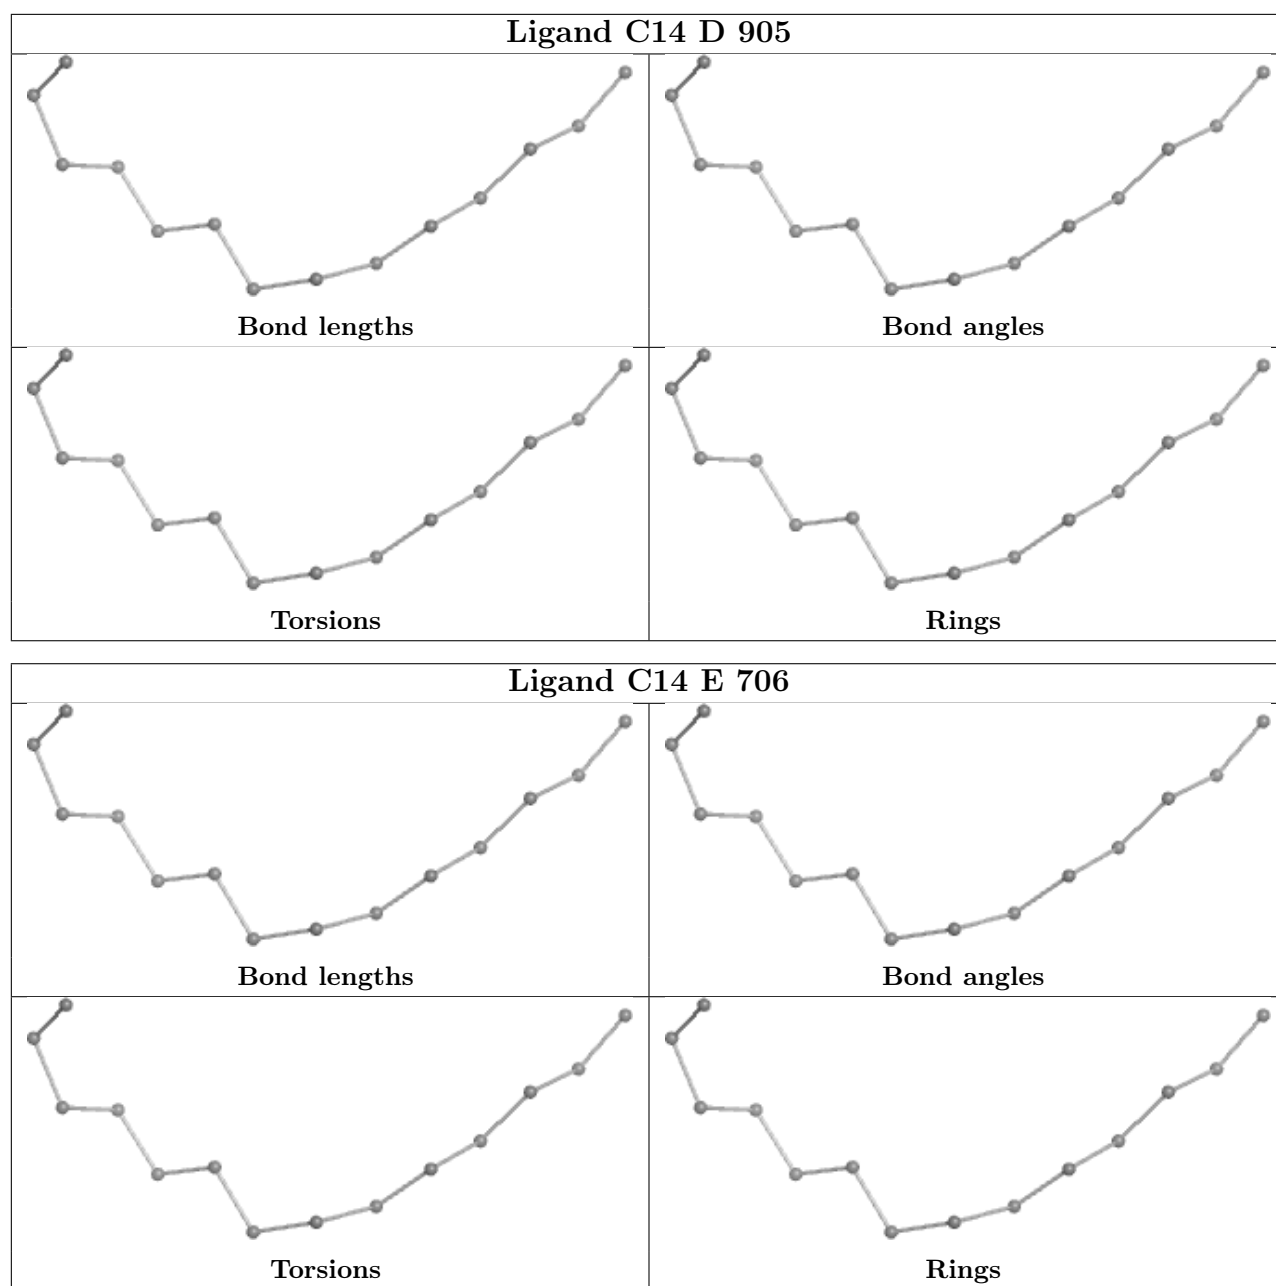 Ligand C14 D 905
Bond lengths
Bond angles
Torsions
Rings
Ligand C14 E 706
Bond lengths
Bond angles
Torsions
Rings